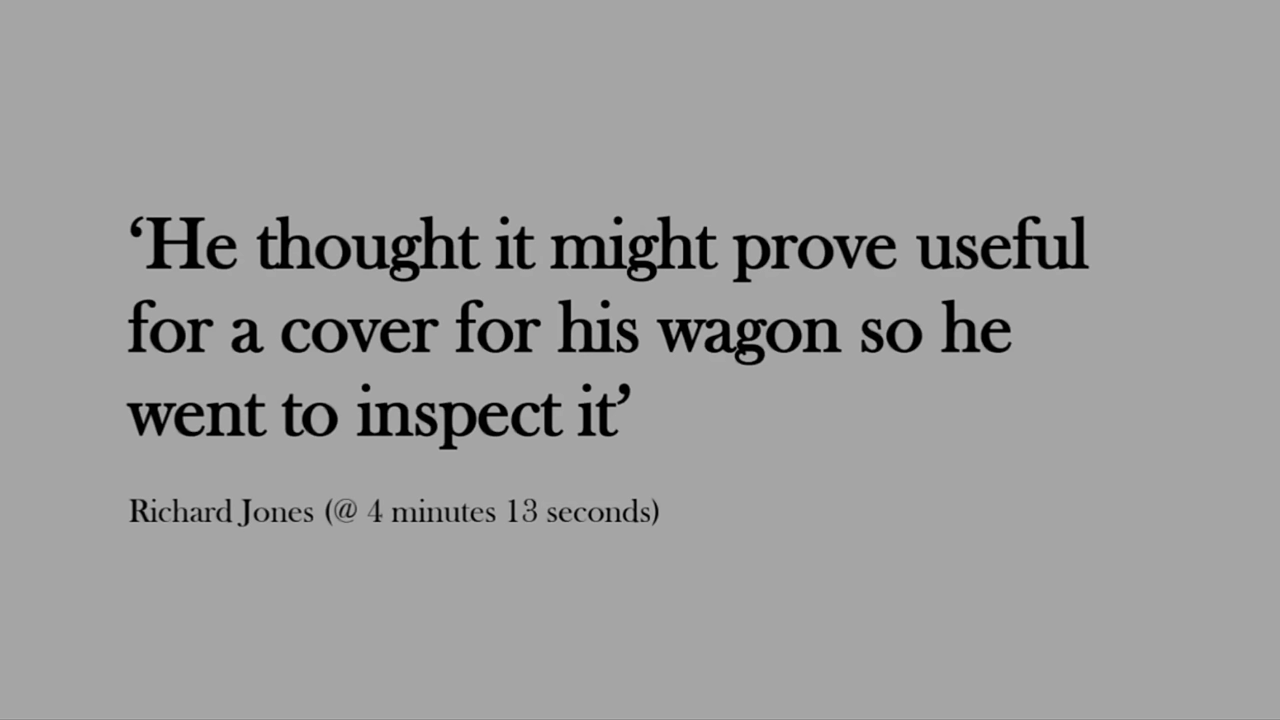 ‘He thought it might prove useful
for a cover for his wagon so he
went to inspect it’
Richard Jones (@ 4 minutes 13 seconds)